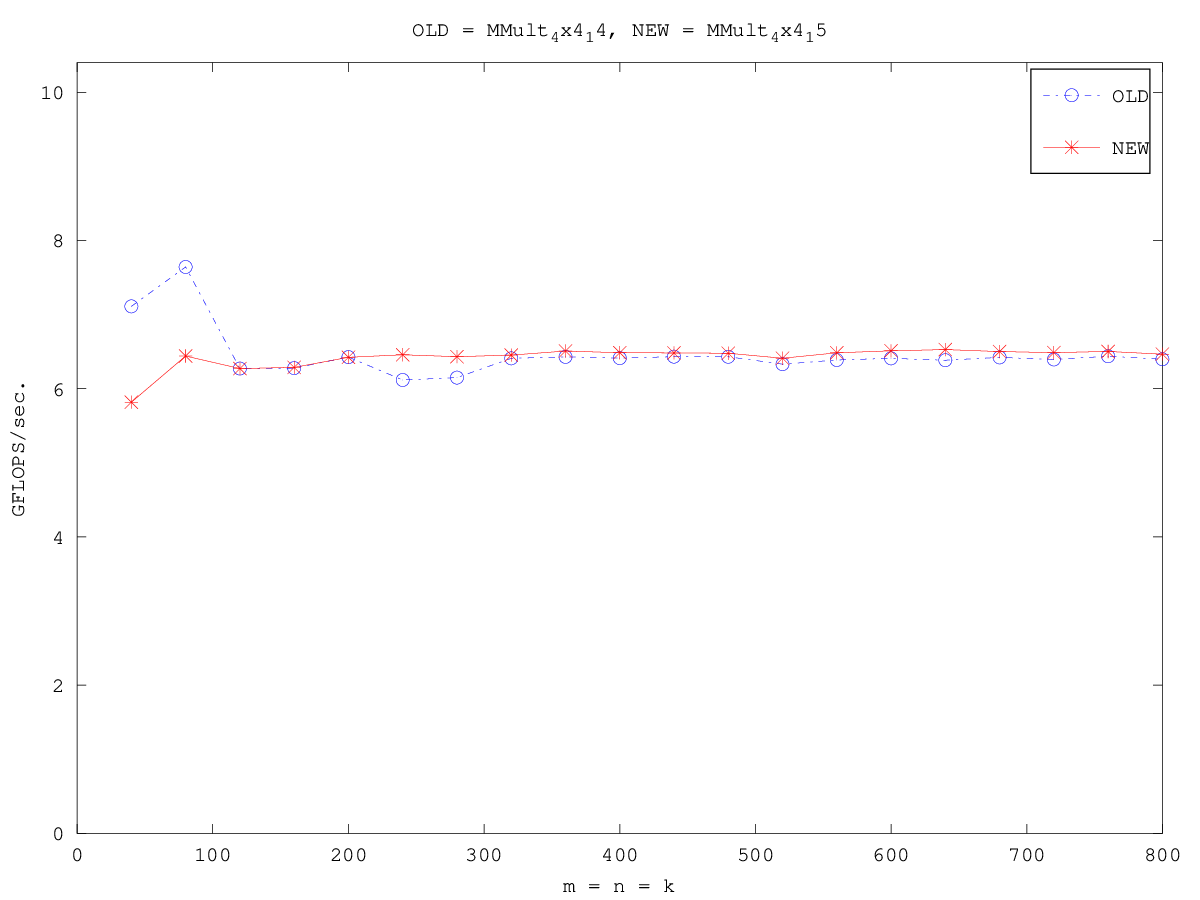 OLD = MMult₄x4₁4, NEW = MMult₄x4₁5
10
OLD
NEW
8
6
4
2
0
GFLOPS/sec.
0 100 200 300 400 500 600 700 800
m = n = k